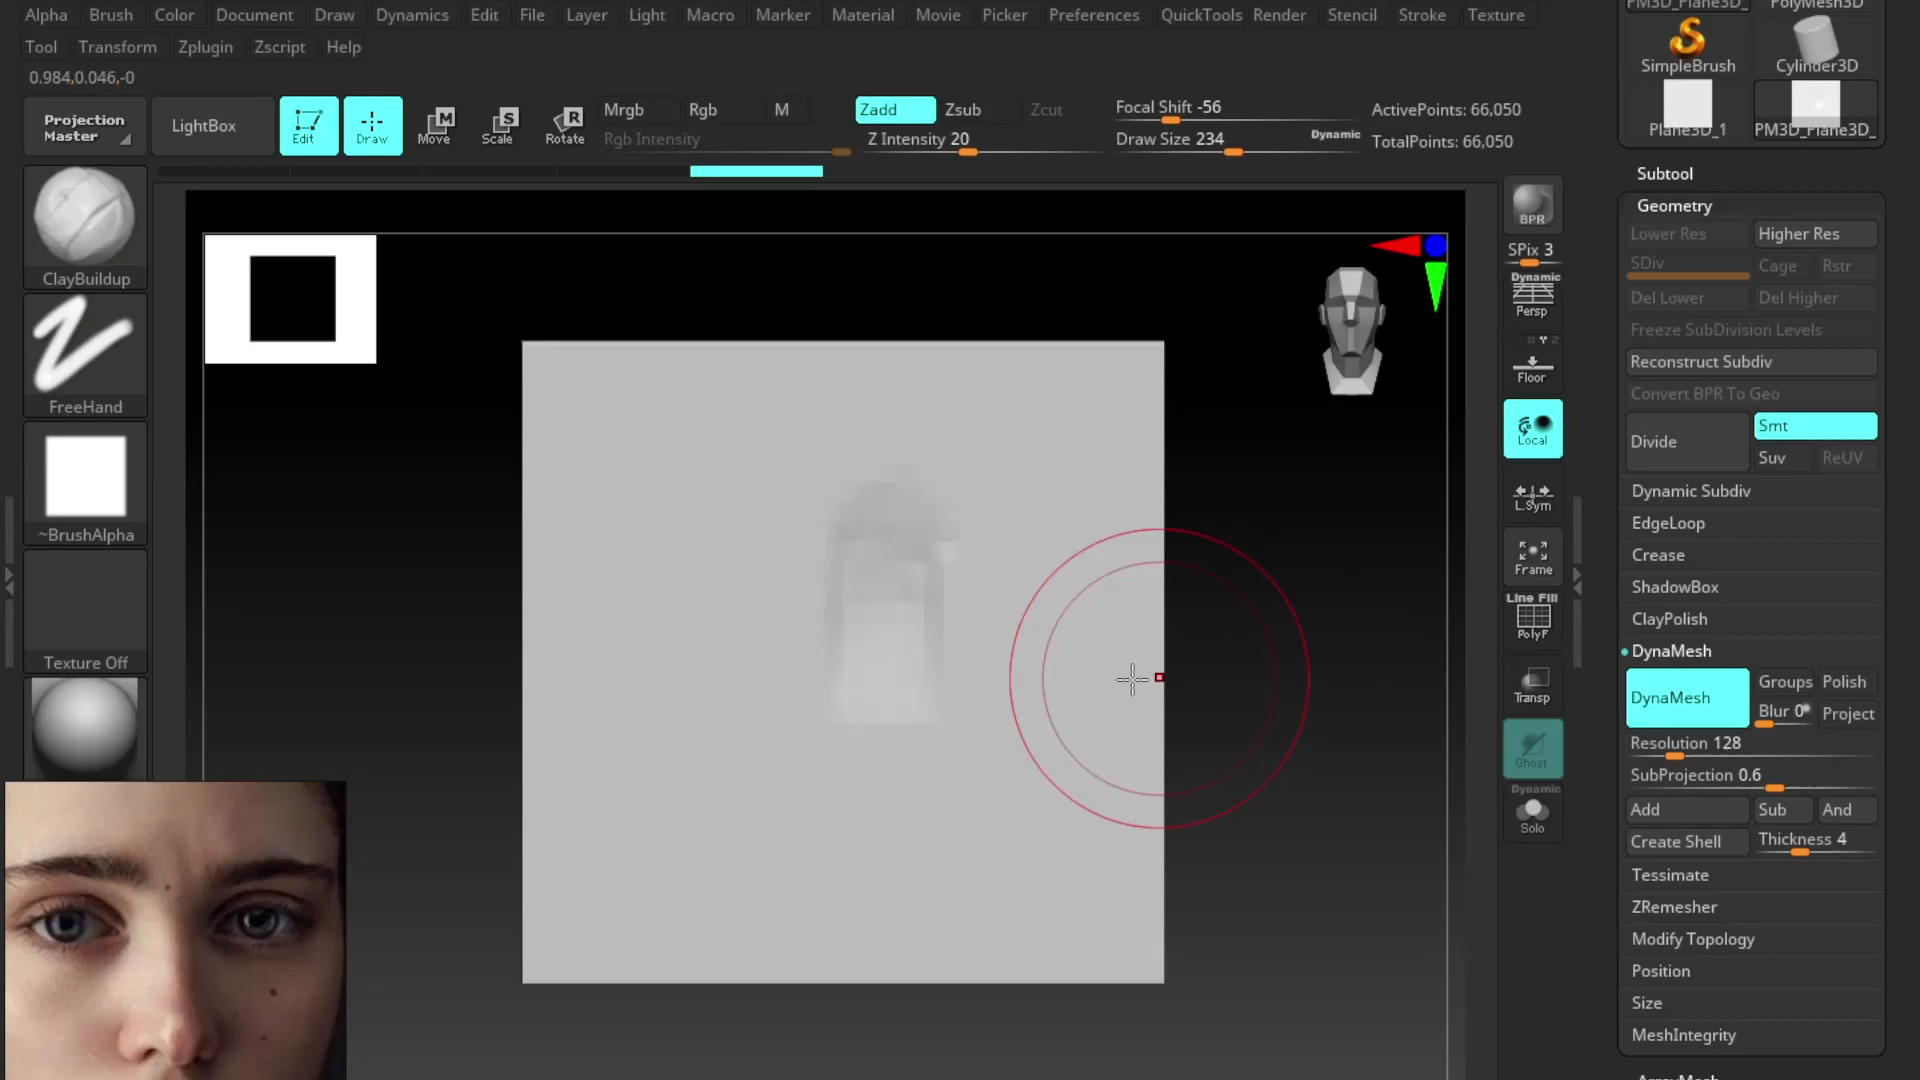 Alpha Brush Color Document Draw Dynamics Edit File Layer Light Macro Marker Material Movie Picker Preferences QuickTools Render Stencil Stroke Texture
Tool Transform Zplugin Zscript Help
0.984,0.046,-0
Projection
Master
LightBox
Edit
Draw
M
Move
S
Scale
R
Rotate
Mrgb Rgb M
Rgb Intensity
Zadd Zsub Zcut
Z Intensity 20
Focal Shift -56
Draw Size 234
Dynamic
ActivePoints: 66,050
TotalPoints: 66,050
ClayBuildup
FreeHand
~BrushAlpha
Texture Off
BPR
SPix 3
Dynamic
Persp
X Y Z
Floor
Local
L.Sym
Frame
Line Fill
PolyF
Transp
Ghost
Dynamic
Solo
PM3D_Plane3D_ PolyMesh3D
SimpleBrush Cylinder3D
Plane3D_1 PM3D_Plane3D_
Subtool
Geometry
Lower Res Higher Res
SDiv Cage Rstr
Del Lower Del Higher
Freeze SubDivision Levels
Reconstruct Subdiv
Convert BPR To Geo
Divide Smt
Suv ReUV
Dynamic Subdiv
EdgeLoop
Crease
ShadowBox
ClayPolish
DynaMesh
DynaMesh Groups Polish
Blur 0 Project
Resolution 128
SubProjection 0.6
Add Sub And
Create Shell Thickness 4
Tessimate
ZRemesher
Modify Topology
Position
Size
MeshIntegrity